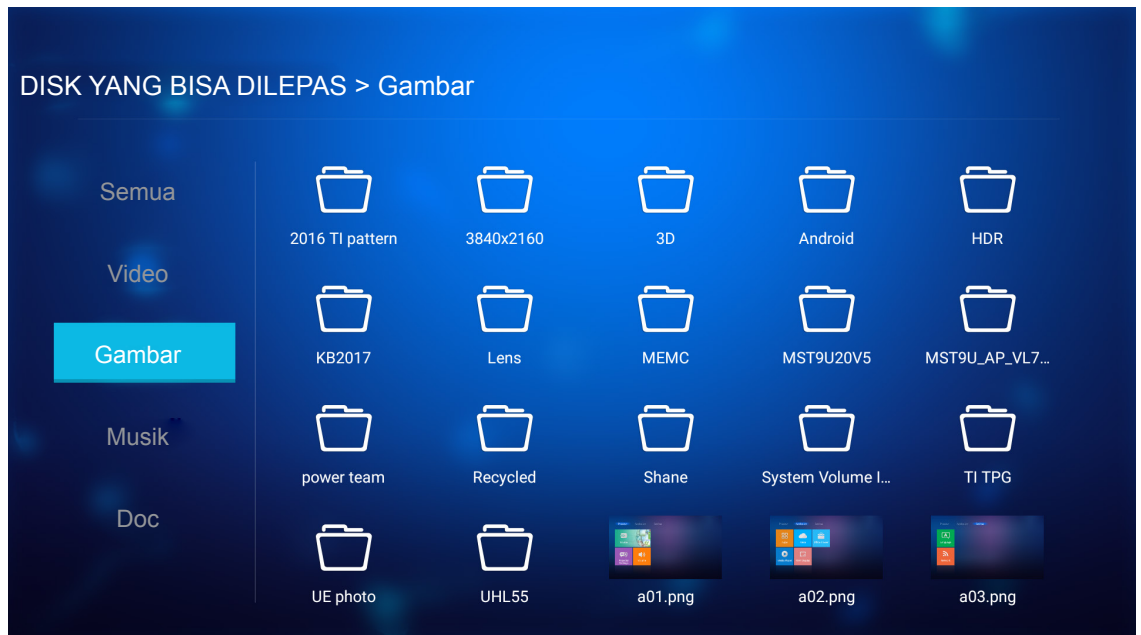 DISK YANG BISA DILEPAS > Gambar
Semua
Video
Gambar
Musik
Doc
2016 TI pattern
3840x2160
3D
Android
HDR
KB2017
Lens
MEMC
MST9U20V5
MST9U_AP_VL7...
power team
Recycled
Shane
System Volume I...
TI TPG
UE photo
UHL55
a01.png
a02.png
a03.png